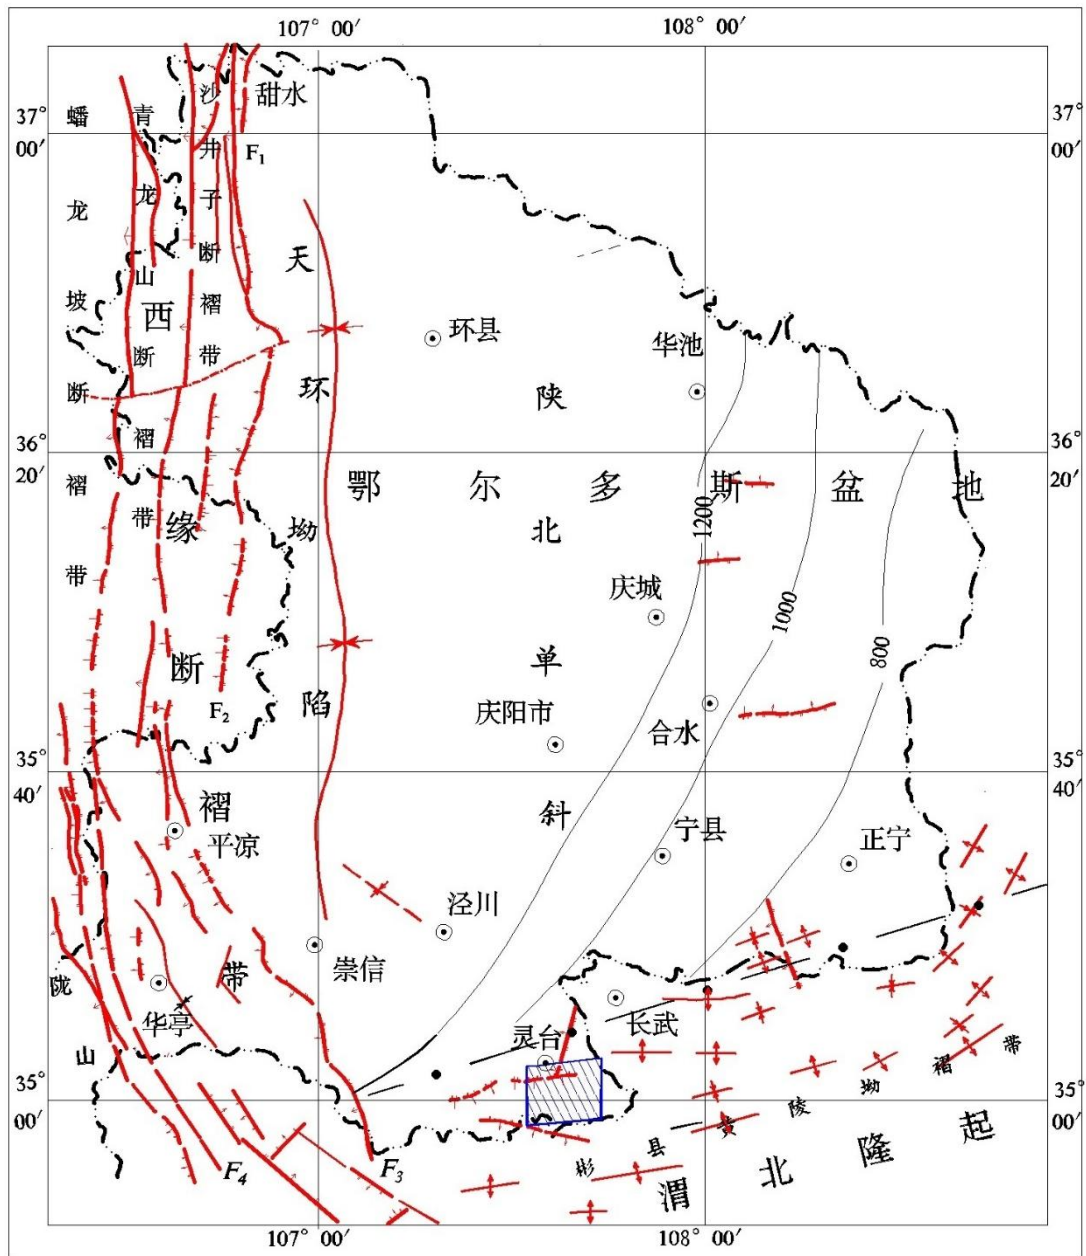 107° 00′
108° 00′
37°
00′
37°
00′
甜水
F₁
蟠龙坡断褶带
青龙山断褶带
沙井子断褶带
西缘断褶带
天环坳陷
环县
华池
陕北单斜
36°
20′
36°
20′
鄂尔多斯盆地
1200
1000
800
庆城
F₂
庆阳市
合水
35°
40′
35°
40′
平凉
宁县
正宁
泾川
崇信
陇山
华亭
灵台
长武
35°
00′
35°
00′
彬县黄陵坳褶带
渭北隆起
F₄
F₃
107° 00′
108° 00′